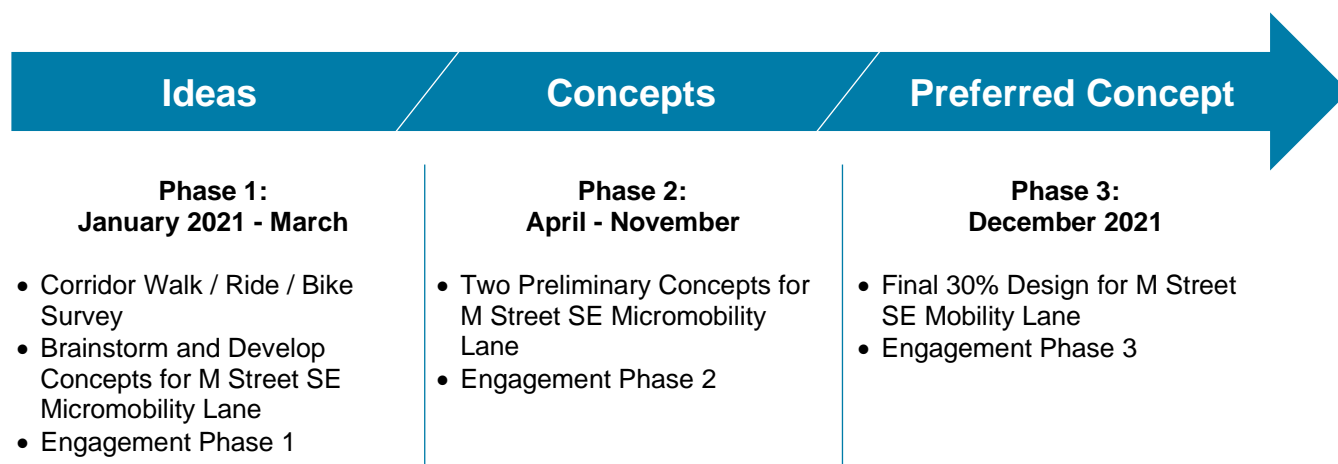 Ideas
Concepts
Preferred Concept
Phase 1:
January 2021 - March
• Corridor Walk / Ride / Bike
Survey
• Brainstorm and Develop
Concepts for M Street SE
Micromobility Lane
• Engagement Phase 1
Phase 2:
April - November
• Two Preliminary Concepts for
M Street SE Micromobility
Lane
• Engagement Phase 2
Phase 3:
December 2021
• Final 30% Design for M Street
SE Mobility Lane
• Engagement Phase 3